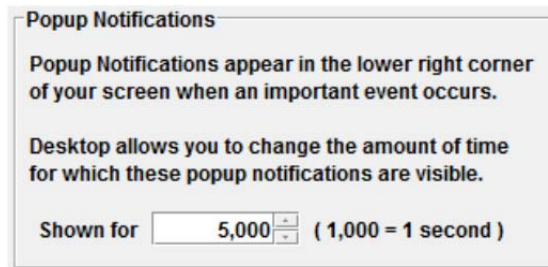 Popup Notifications
Popup Notifications appear in the lower right corner
of your screen when an important event occurs.
Desktop allows you to change the amount of time
for which these popup notifications are visible.
Shown for 5,000 ( 1,000 = 1 second )